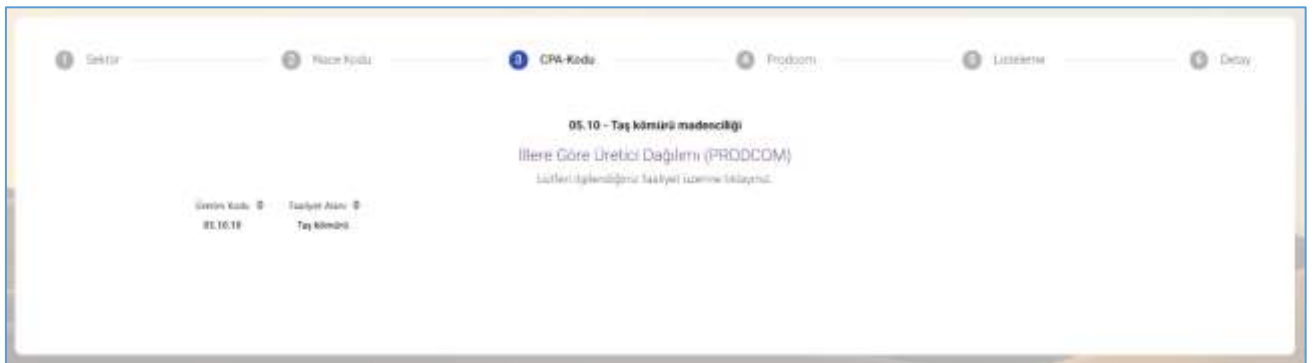 1 Sektör 2 Nace Kodu 3 CPA-Kodu 4 Prodcom 5 Listeleme 6 Detay
05.10 - Taş kömürü madenciliği
İllere Göre Üretici Dağılımı (PRODCOM)
Lütfen ilgilendiğiniz faaliyet üzerine tıklayınız.
Üretim Kodu Faaliyet Alanı
05.10.10 Taş kömürü